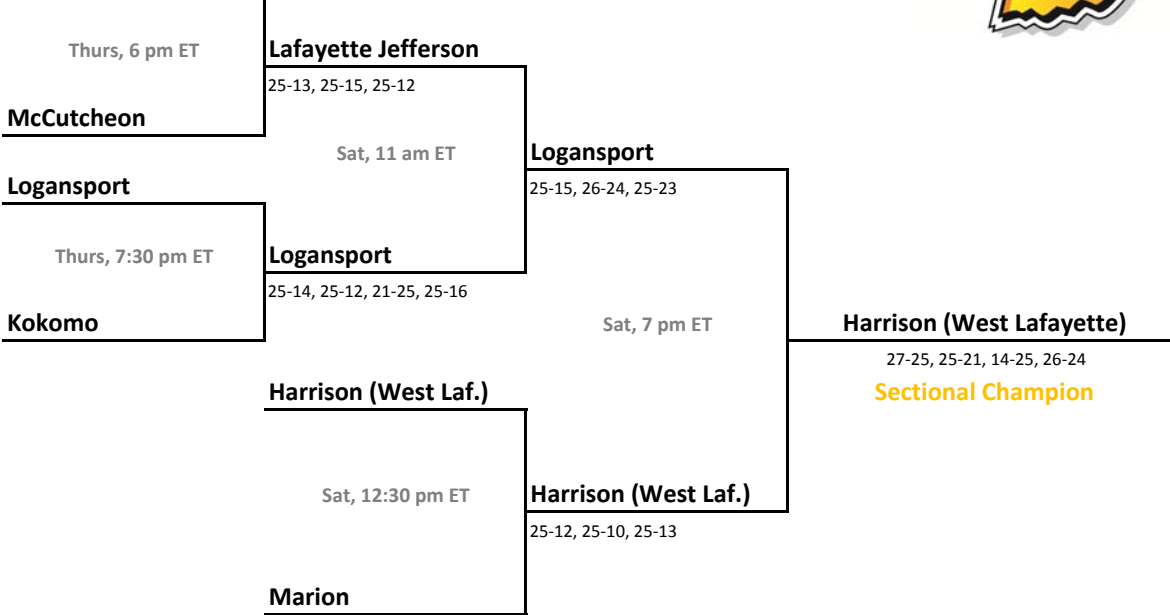 Thurs, 6 pm ET
Lafayette Jefferson
25-13, 25-15, 25-12
McCutcheon
Sat, 11 am ET
Logansport
Logansport
25-15, 26-24, 25-23
Thurs, 7:30 pm ET
Logansport
25-14, 25-12, 21-25, 25-16
Kokomo
Sat, 7 pm ET
Harrison (West Lafayette)
27-25, 25-21, 14-25, 26-24
Harrison (West Laf.)
Sectional Champion
Sat, 12:30 pm ET
Harrison (West Laf.)
25-12, 25-10, 25-13
Marion